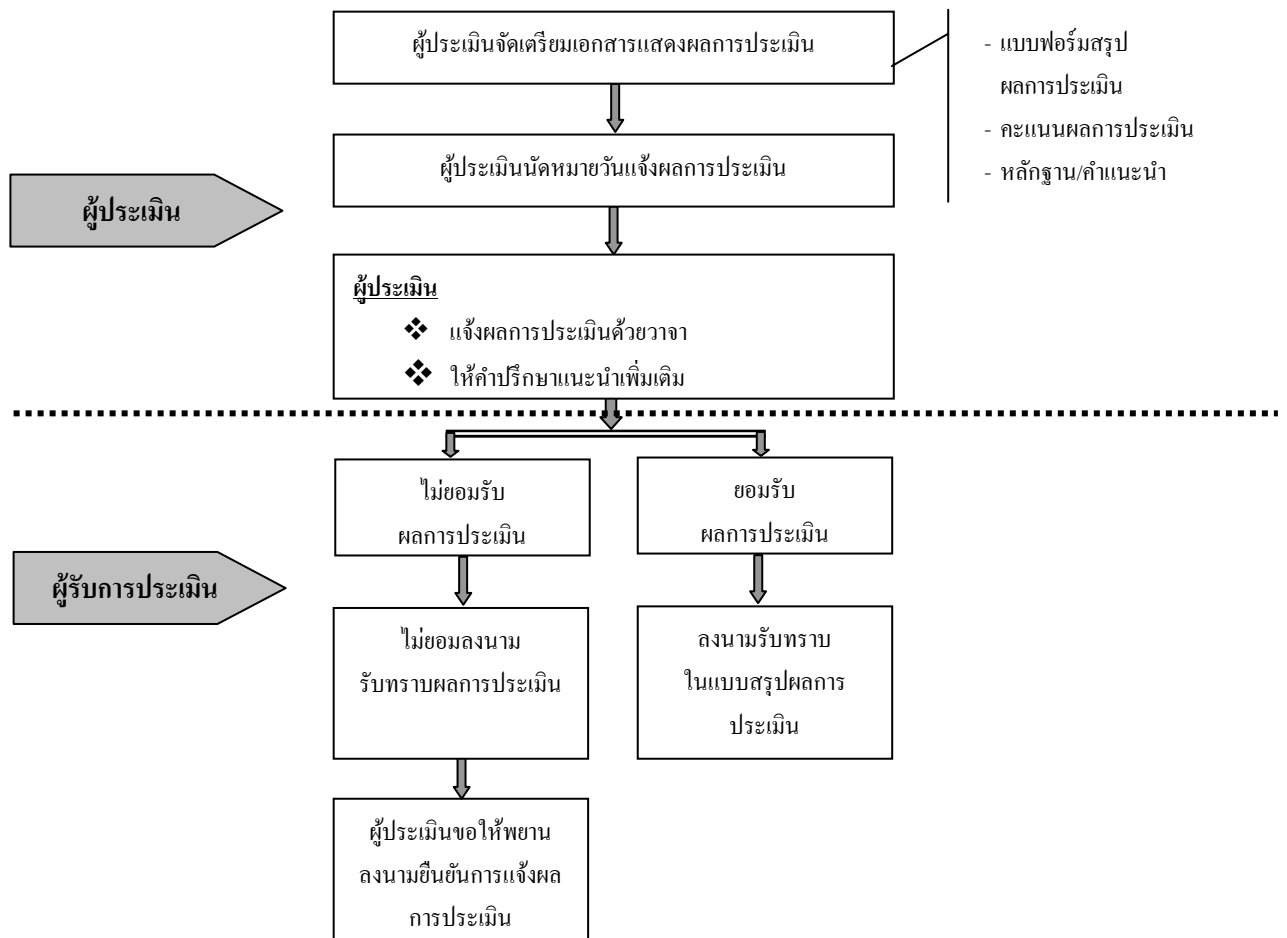 ผู้ประเมินจัดเตรียมเอกสารแสดงผลการประเมิน
- แบบฟอร์มสรุป
ผลการประเมิน
- คะแนนผลการประเมิน
- หลักฐาน/คำแนะนำ
ผู้ประเมินนัดหมายวันแจ้งผลการประเมิน
ผู้ประเมิน
ผู้ประเมิน
❖ แจ้งผลการประเมินด้วยวาจา
❖ ให้คำปรึกษาแนะนำเพิ่มเติม
ไม่ยอมรับ
ผลการประเมิน
ยอมรับ
ผลการประเมิน
ผู้รับการประเมิน
ไม่ยอมลงนาม
รับทราบผลการประเมิน
ลงนามรับทราบ
ในแบบสรุปผลการ
ประเมิน
ผู้ประเมินขอให้พยาน
ลงนามยืนยันการแจ้งผล
การประเมิน